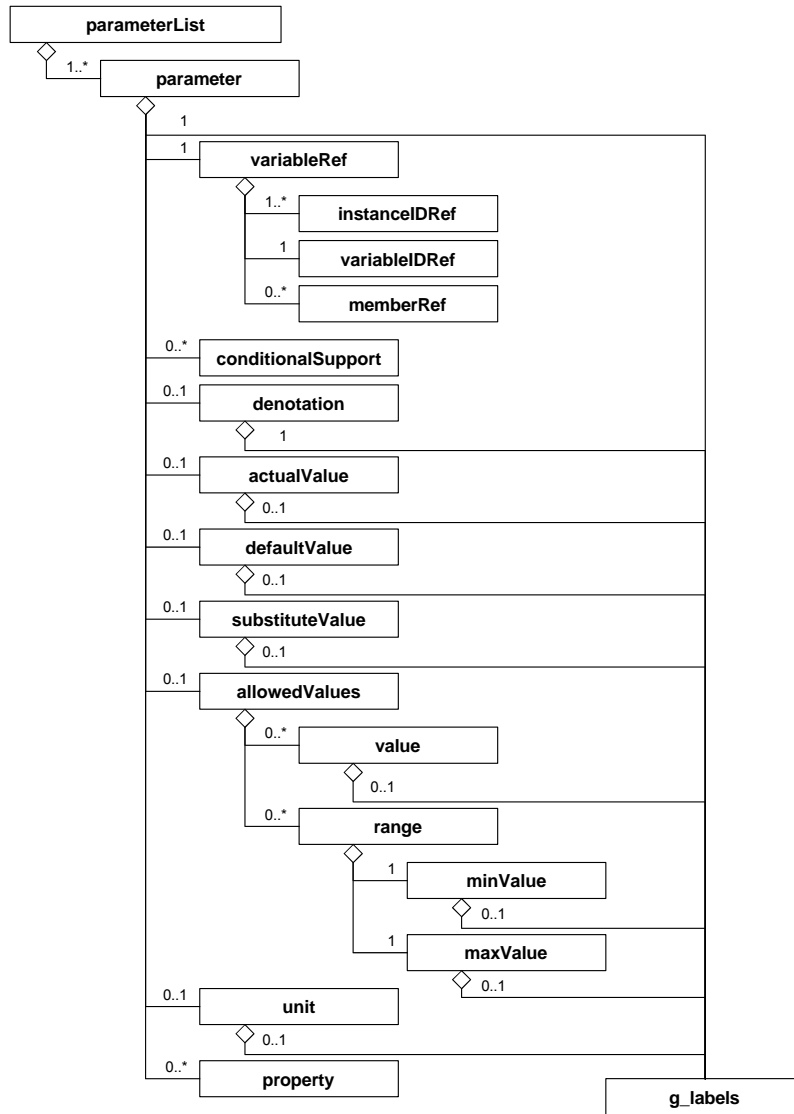 parameterList
1..*
parameter
1
1
variableRef
1..*
instanceIDRef
1
variableIDRef
0..*
memberRef
0..*
conditionalSupport
0..1
denotation
1
0..1
actualValue
0..1
0..1
defaultValue
0..1
0..1
substituteValue
0..1
0..1
allowedValues
0..*
value
0..1
0..*
range
1
minValue
0..1
1
maxValue
0..1
0..1
unit
0..1
0..*
property
g_labels